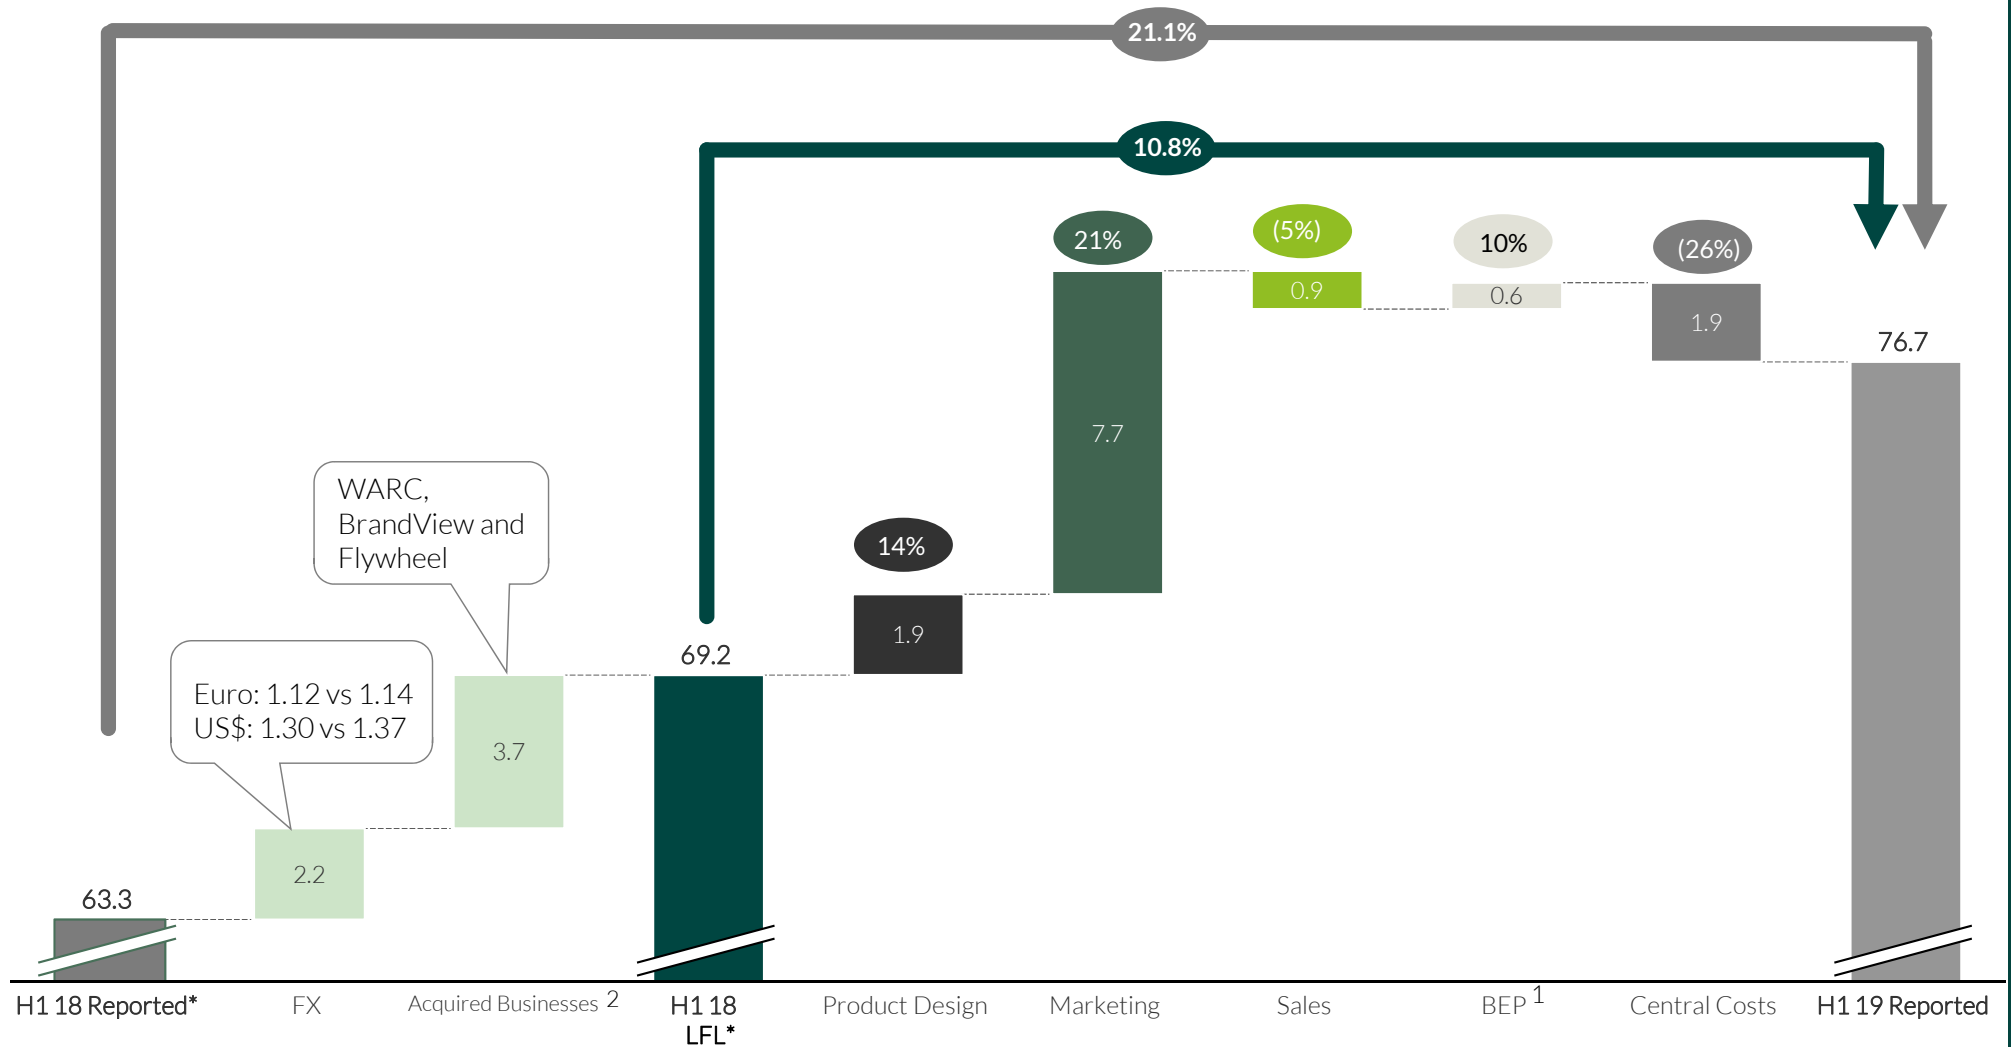 21.1%
10.8%
21%
(5%)
10%
(26%)
0.9
0.6
1.9
76.7
7.7
WARC,
BrandView and
Flywheel
14%
1.9
69.2
Euro: 1.12 vs 1.14
US$: 1.30 vs 1.37
3.7
2.2
63.3
H1 18 Reported*
FX
Acquired Businesses 2
H1 18
LFL*
Product Design
Marketing
Sales
BEP 1
Central Costs
H1 19 Reported